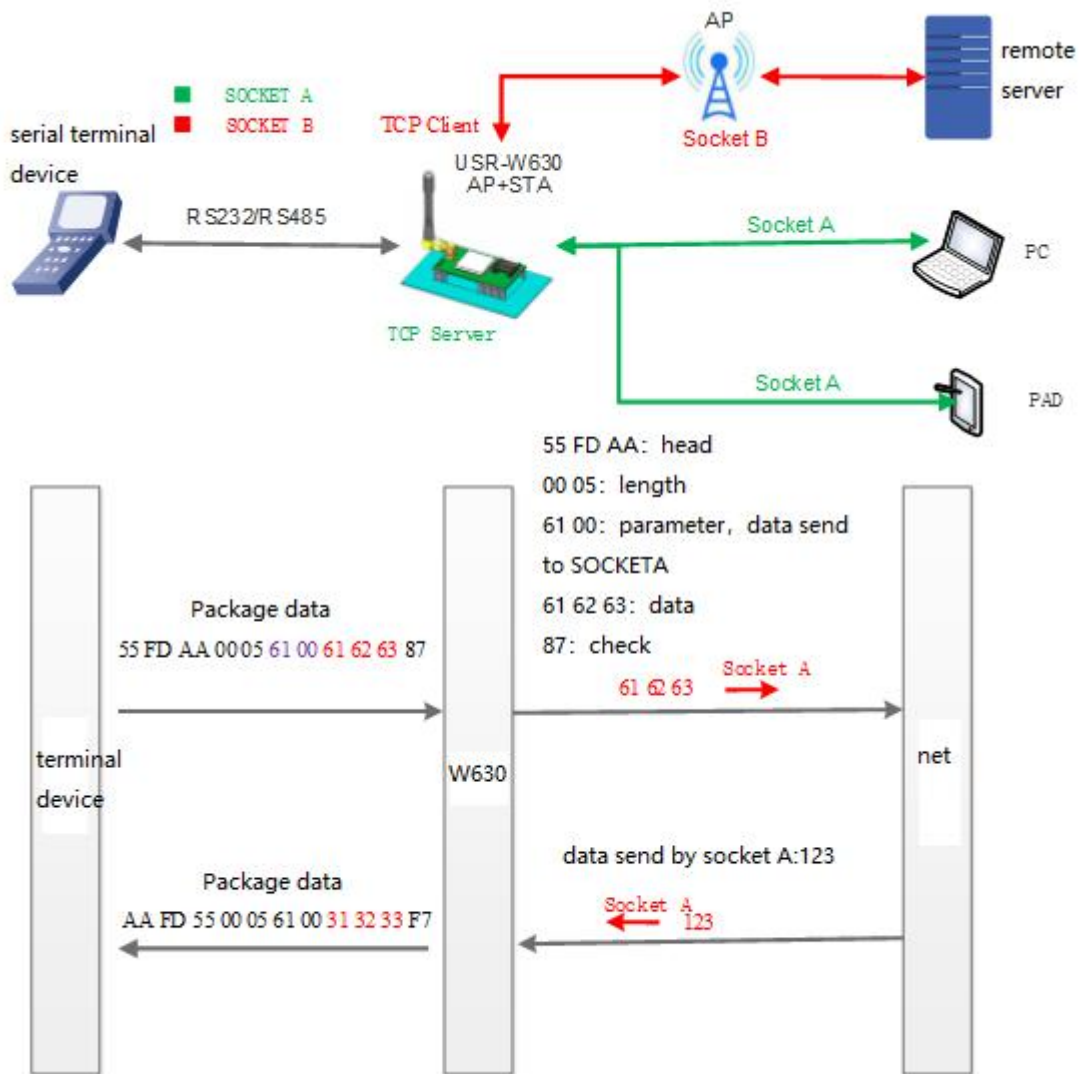 AP
remote
server
SOCKET A
SOCKET B
serial terminal
device
TCP Client
Socket B
USR-W630
AP+STA
RS232/RS485
Socket A
PC
TCP Server
Socket A
PAD
55 FD AA: head
00 05: length
61 00: parameter, data send
to SOCKETA
61 62 63: data
87: check
Package data
55 FD AA 00 05 61 00 61 62 63 87
Socket A
61 62 63
terminal
device
W630
net
data send by socket A:123
Package data
AA FD 55 00 05 61 00 31 32 33 F7
Socket A
123